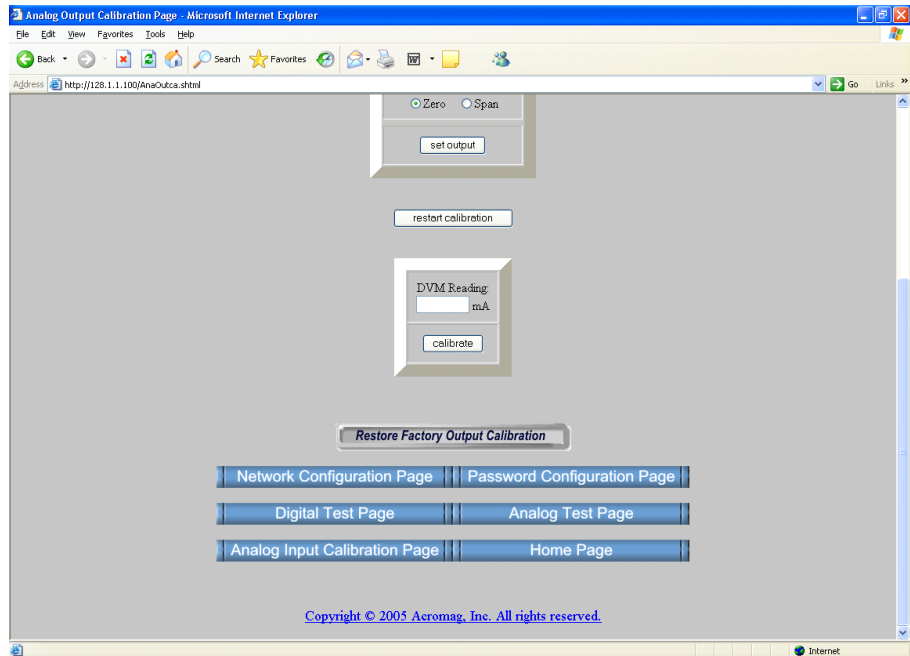 Analog Output Calibration Page - Microsoft Internet Explorer
File Edit View Favorites Tools Help
Back Search Favorites
Address http://128.1.1.100/AnaOutca.shtml Go Links »
Zero Span
set output
restart calibration
DVM Reading:
mA
calibrate
Restore Factory Output Calibration
Network Configuration Page Password Configuration Page
Digital Test Page Analog Test Page
Analog Input Calibration Page Home Page
Copyright © 2005 Acromag, Inc. All rights reserved.
Internet